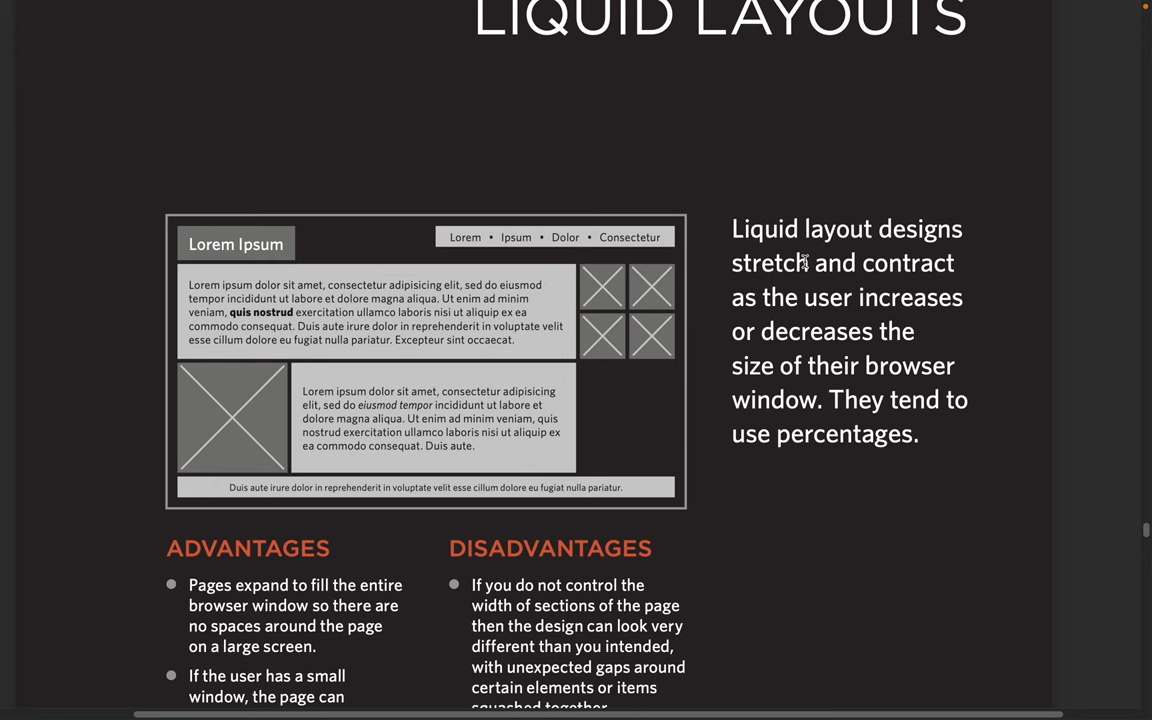 LIQUID LAYOUTS
Lorem Ipsum
Lorem • Ipsum • Dolor • Consectetur
Lorem ipsum dolor sit amet, consectetur adipisicing elit, sed do eiusmod
tempor incididunt ut labore et dolore magna aliqua. Ut enim ad minim
veniam, quis nostrud exercitation ullamco laboris nisi ut aliquip ex ea
commodo consequat. Duis aute irure dolor in reprehenderit in voluptate velit
esse cillum dolore eu fugiat nulla pariatur. Excepteur sint occaecat.
Lorem ipsum dolor sit amet, consectetur adipisicing
elit, sed do eiusmod tempor incididunt ut labore et
dolore magna aliqua. Ut enim ad minim veniam, quis
nostrud exercitation ullamco laboris nisi ut aliquip ex
ea commodo consequat. Duis aute.
Duis aute irure dolor in reprehenderit in voluptate velit esse cillum dolore eu fugiat nulla pariatur.
Liquid layout designs
stretch and contract
as the user increases
or decreases the
size of their browser
window. They tend to
use percentages.
ADVANTAGES
Pages expand to fill the entire
browser window so there are
no spaces around the page
on a large screen.
If the user has a small
window, the page can
DISADVANTAGES
If you do not control the
width of sections of the page
then the design can look very
different than you intended,
with unexpected gaps around
certain elements or items
squashed together